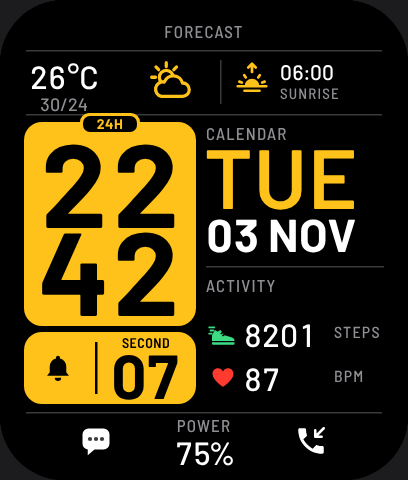 FORECAST
26°C
30/24
06:00
SUNRISE
24H
22
42
CALENDAR
TUE
03 NOV
ACTIVITY
8201 STEPS
87 BPM
SECOND
07
POWER
75%